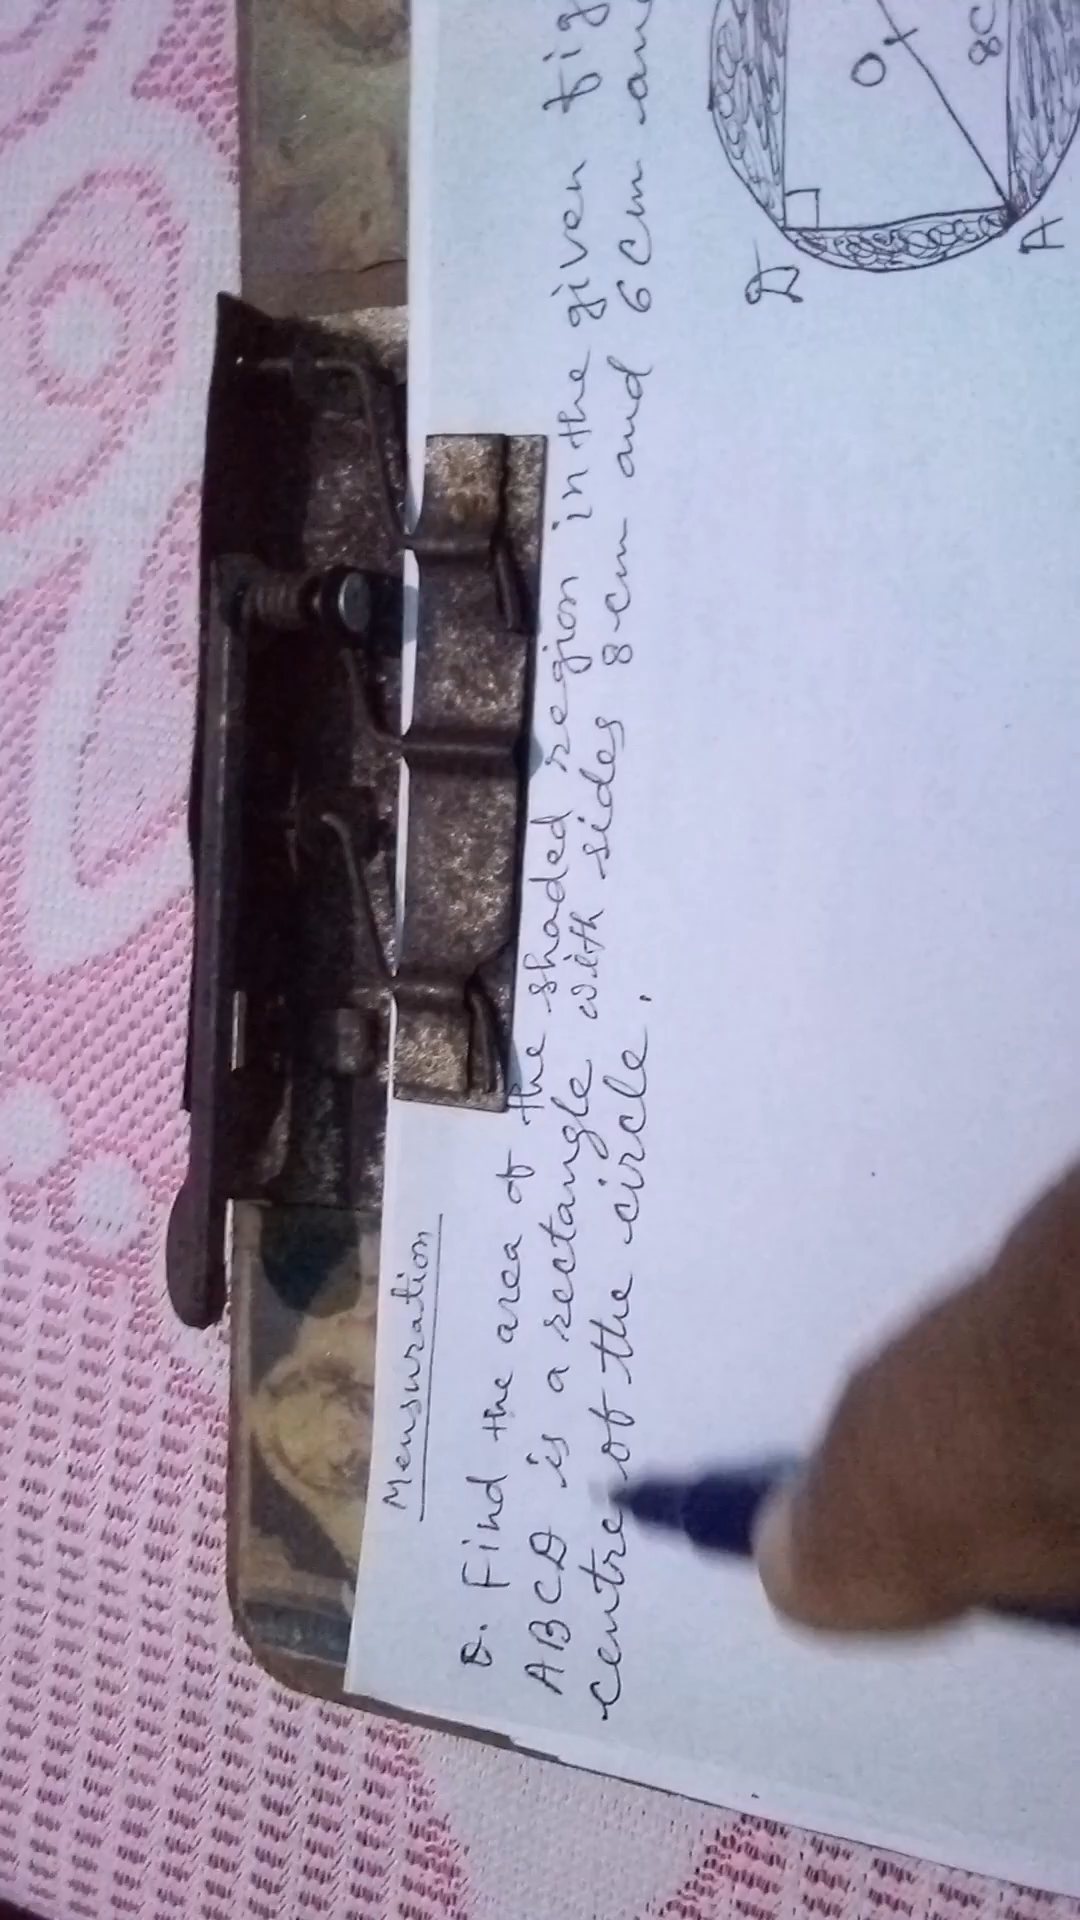 Mensuration
Q. Find the area of the shaded region in the given fig
ABCD is a rectangle with sides 8 cm and 6 cm and
centre of the circle.
D
O
8C
A